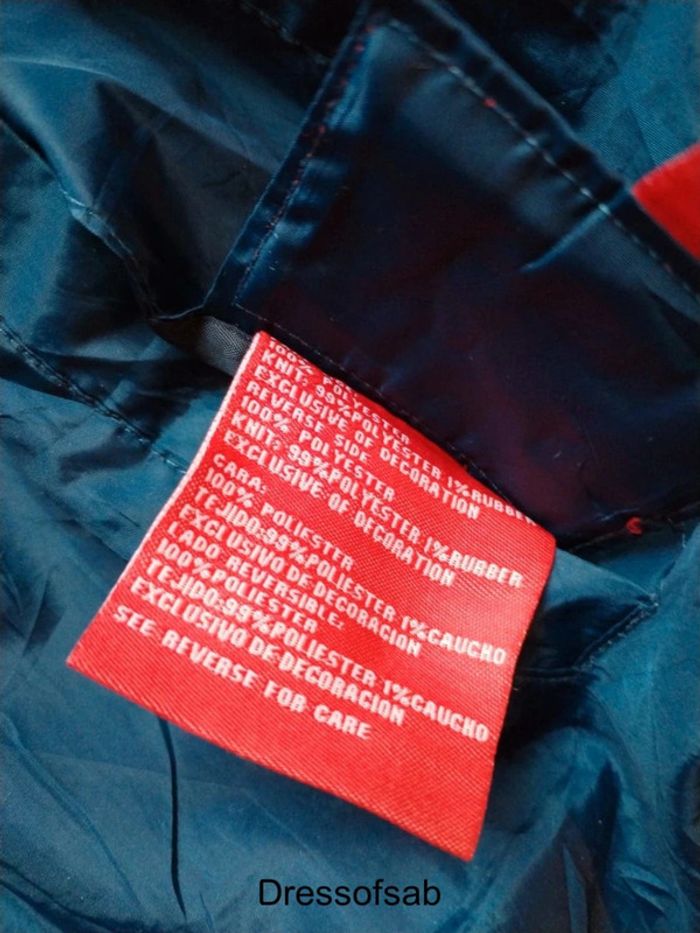 100% POLYESTER
KNIT: 99%POLYESTER 1%RUBBER
EXCLUSIVE OF DECORATION
REVERSE SIDE
100% POLYESTER
KNIT: 99%POLYESTER 1%RUBBER
EXCLUSIVE OF DECORATION
CARA:
100% POLIESTER
TEJIDO:99%POLIESTER 1%CAUCHO
EXCLUSIVO DE DECORACION
LADO REVERSIBLE:
100%POLIESTER
TEJIDO:99%POLIESTER 1%CAUCHO
EXCLUSIVO DE DECORACION
SEE REVERSE FOR CARE
Dressofsab